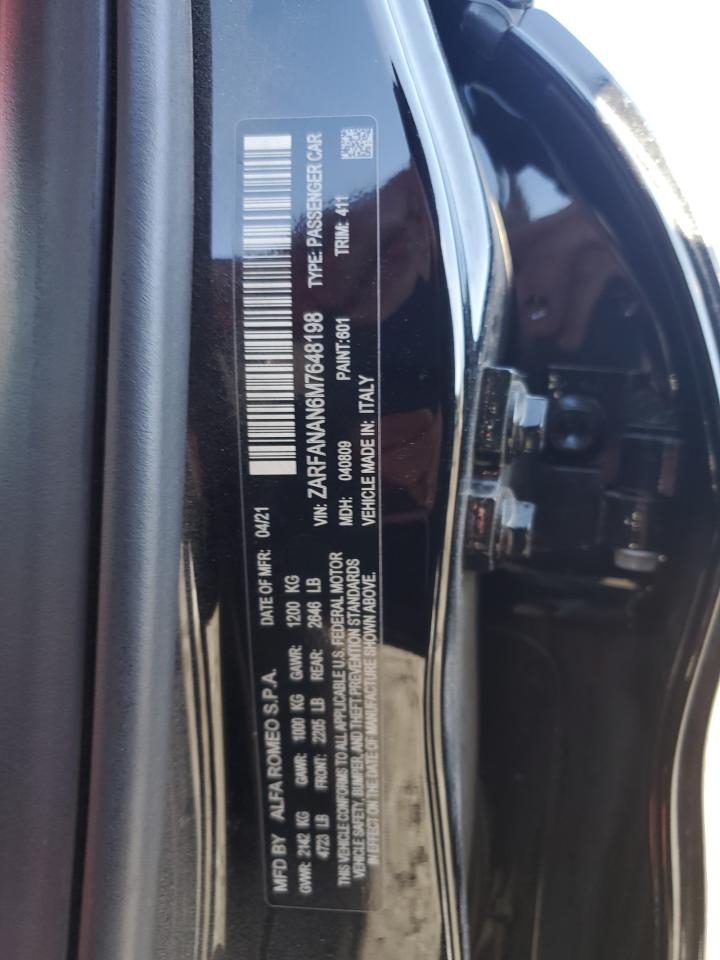 MFD BY ALFA ROMEO S.P.A. DATE OF MFR: 04/21
GVWR: 2142 KG GAWR: 1000 KG GAWR: 1200 KG
4723 LB FRONT: 2205 LB REAR: 2646 LB
THIS VEHICLE CONFORMS TO ALL APPLICABLE U.S. FEDERAL MOTOR
VEHICLE SAFETY, BUMPER, AND THEFT PREVENTION STANDARDS
IN EFFECT ON THE DATE OF MANUFACTURE SHOWN ABOVE.
VIN: ZARFANAN6M7648198 TYPE: PASSENGER CAR
MDH: 040809 PAINT:601 TRIM: 411
VEHICLE MADE IN: ITALY